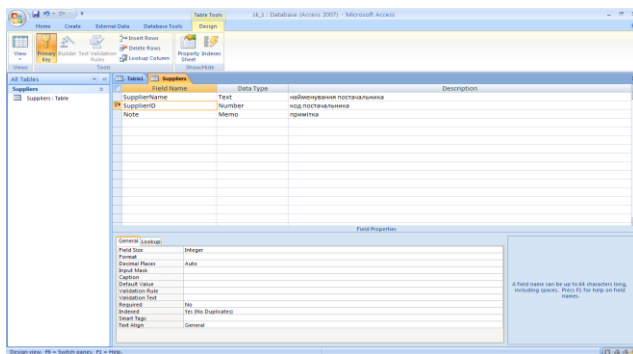 Table Tools
sk_1 : Database (Access 2007) - Microsoft Access
Home Create External Data Database Tools Design
View
Primary Key
Builder
Test Validation Rules
Insert Rows
Delete Rows
Lookup Column
Property Sheet
Indexes
Views Tools Show/Hide
All Tables
Suppliers
Suppliers : Table
Table1 Suppliers
Field Name Data Type Description
SupplierName Text найменування постачальника
SupplierID Number код постачальника
Note Memo примітка
Field Properties
General Lookup
Field Size Integer
Format
Decimal Places Auto
Input Mask
Caption
Default Value
Validation Rule
Validation Text
Required No
Indexed Yes (No Duplicates)
Smart Tags
Text Align General
A field name can be up to 64 characters long,
including spaces. Press F1 for help on field
names.
Design view. F6 = Switch panes. F1 = Help.